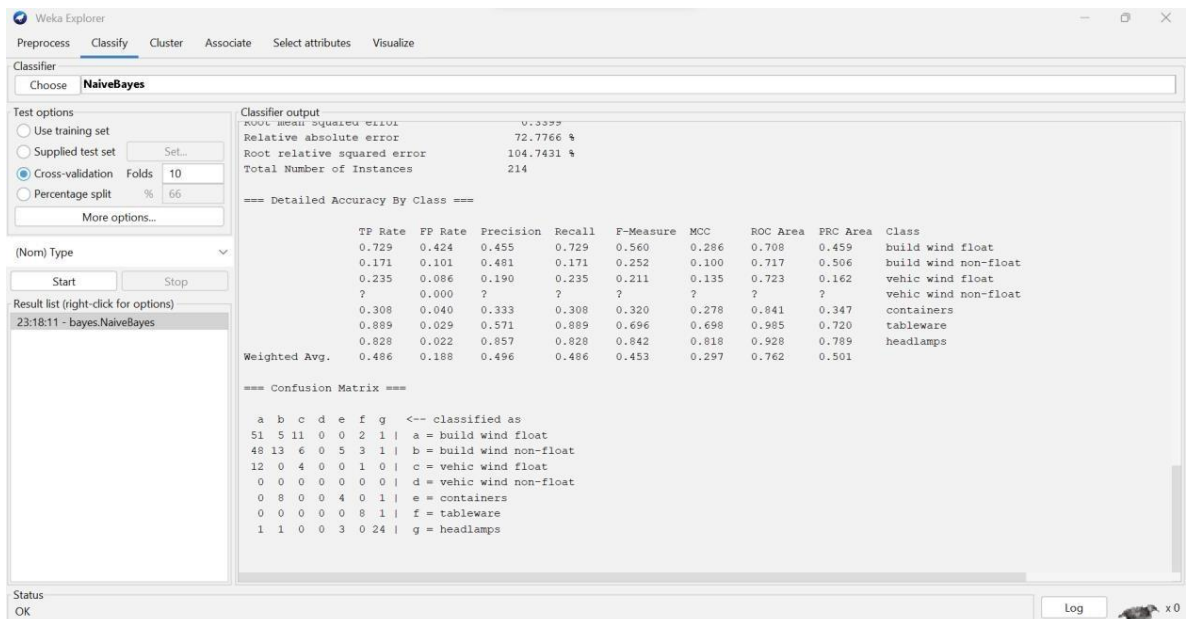 Weka Explorer
Preprocess Classify Cluster Associate Select attributes Visualize
Classifier
Choose NaiveBayes
Test options
Use training set
Supplied test set Set...
Cross-validation Folds 10
Percentage split % 66
More options...
(Nom) Type
Start Stop
Result list (right-click for options)
23:18:11 - bayes.NaiveBayes
Classifier output
Root mean squared error 0.3399
Relative absolute error 72.7766 %
Root relative squared error 104.7431 %
Total Number of Instances 214
=== Detailed Accuracy By Class ===
TP Rate FP Rate Precision Recall F-Measure MCC ROC Area PRC Area Class
0.729 0.424 0.455 0.729 0.560 0.286 0.708 0.459 build wind float
0.171 0.101 0.481 0.171 0.252 0.100 0.717 0.506 build wind non-float
0.235 0.086 0.190 0.235 0.211 0.135 0.723 0.162 vehic wind float
? 0.000 ? ? ? ? ? ? vehic wind non-float
0.308 0.040 0.333 0.308 0.320 0.278 0.841 0.347 containers
0.889 0.029 0.571 0.889 0.696 0.698 0.985 0.720 tableware
0.828 0.022 0.857 0.828 0.842 0.818 0.928 0.789 headlamps
Weighted Avg. 0.486 0.188 0.496 0.486 0.453 0.297 0.762 0.501
=== Confusion Matrix ===
a b c d e f g <-- classified as
51 5 11 0 0 2 1 | a = build wind float
48 13 6 0 5 3 1 | b = build wind non-float
12 0 4 0 0 1 0 | c = vehic wind float
0 0 0 0 0 0 0 | d = vehic wind non-float
0 8 0 0 4 0 1 | e = containers
0 0 0 0 0 8 1 | f = tableware
1 1 0 0 3 0 24 | g = headlamps
Status
OK
Log
x 0